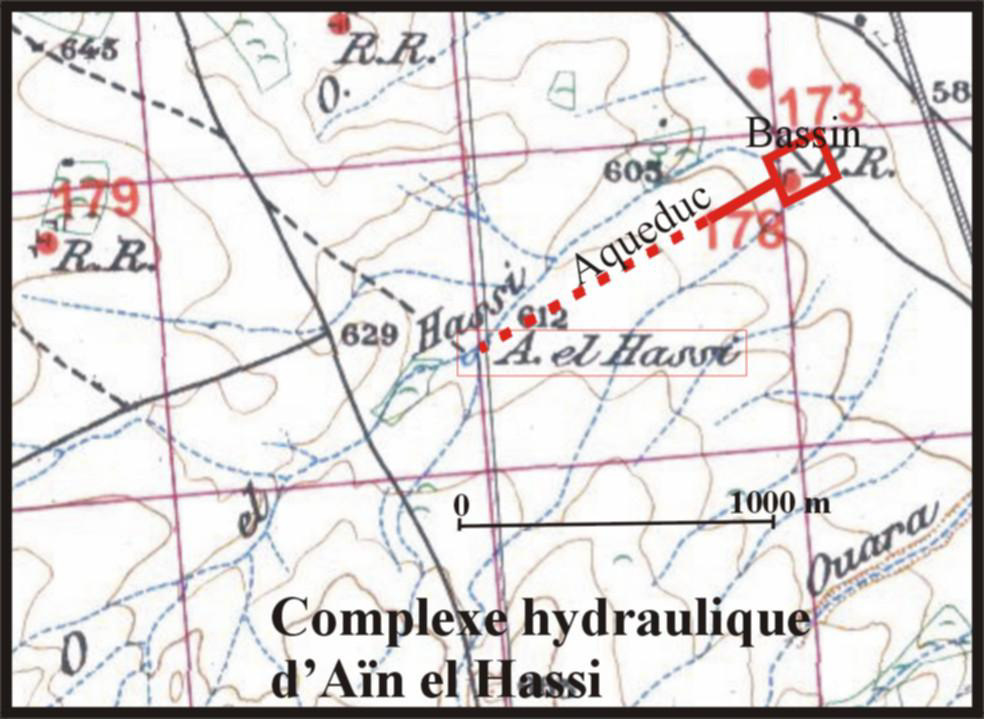 645
R.R.
O.
58
173
Bassin
R.R.
605
179
R.R.
178
Aqueduc
Hassi
612
629
A. el Hassi
el
0 1000 m
Ouara
O
Complexe hydraulique
d’Aïn el Hassi